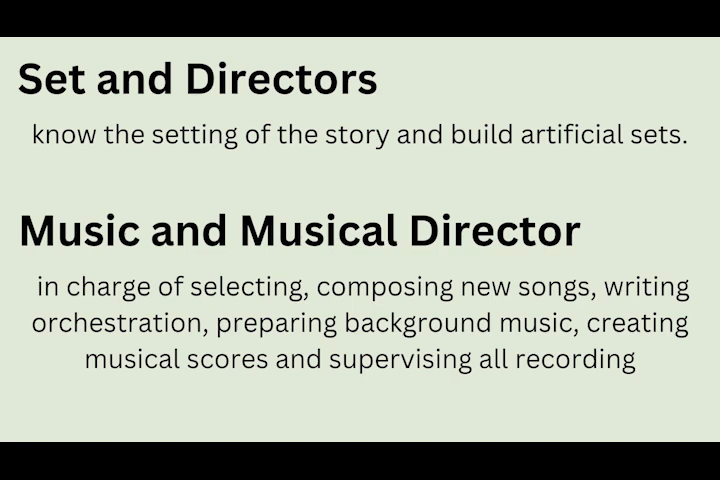 Set and Directors
know the setting of the story and build artificial sets.
Music and Musical Director
in charge of selecting, composing new songs, writing
orchestration, preparing background music, creating
musical scores and supervising all recording